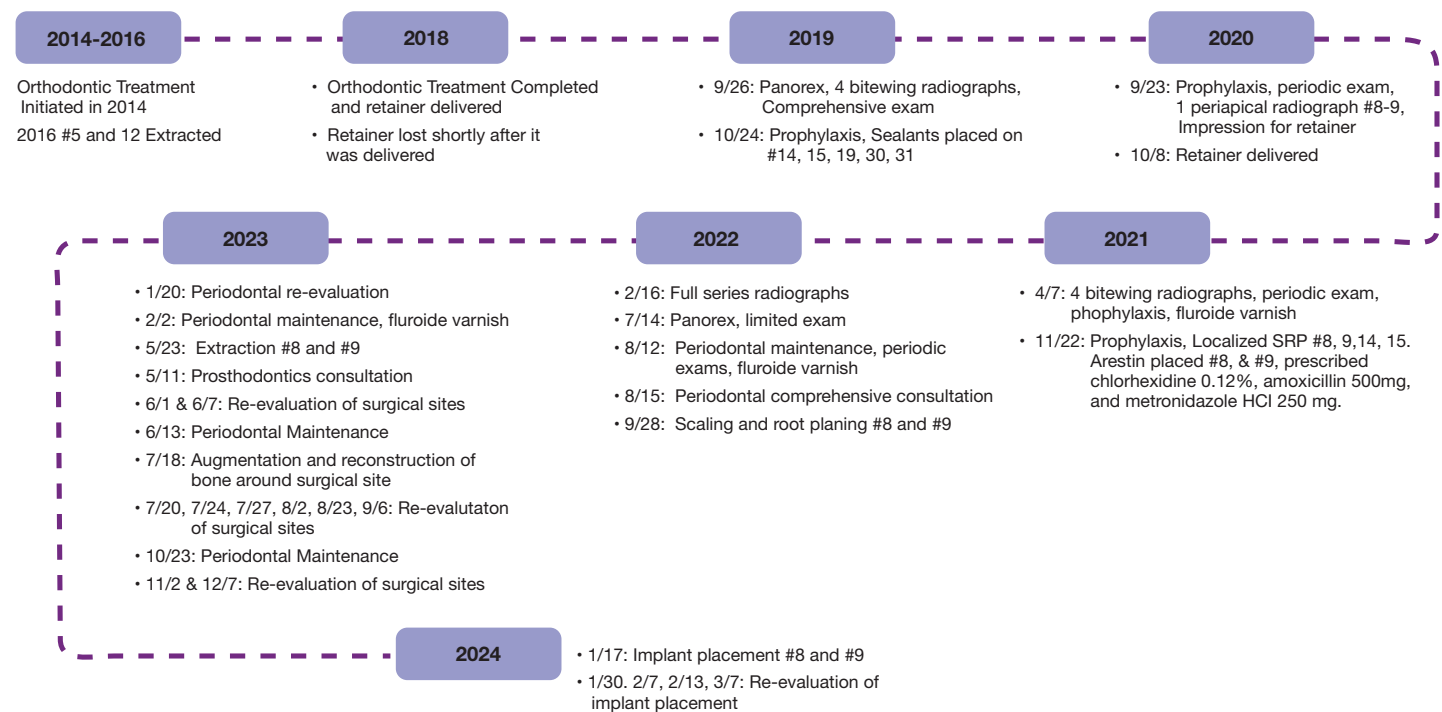 2014-2016
Orthodontic Treatment
Initiated in 2014
2016 #5 and 12 Extracted
2018
• Orthodontic Treatment Completed
and retainer delivered
• Retainer lost shortly after it
was delivered
2019
• 9/26: Panorex, 4 bitewing radiographs,
Comprehensive exam
• 10/24: Prophylaxis, Sealants placed on
#14, 15, 19, 30, 31
2020
• 9/23: Prophylaxis, periodic exam,
1 periapical radiograph #8-9,
Impression for retainer
• 10/8: Retainer delivered
2021
• 4/7: 4 bitewing radiographs, periodic exam,
phophylaxis, fluroide varnish
• 11/22: Prophylaxis, Localized SRP #8, 9,14, 15.
Arestin placed #8, & #9, prescribed
chlorhexidine 0.12%, amoxicillin 500mg,
and metronidazole HCl 250 mg.
2022
• 2/16: Full series radiographs
• 7/14: Panorex, limited exam
• 8/12: Periodontal maintenance, periodic
exams, fluroide varnish
• 8/15: Periodontal comprehensive consultation
• 9/28: Scaling and root planing #8 and #9
2023
• 1/20: Periodontal re-evaluation
• 2/2: Periodontal maintenance, fluroide varnish
• 5/23: Extraction #8 and #9
• 5/11: Prosthodontics consultation
• 6/1 & 6/7: Re-evaluation of surgical sites
• 6/13: Periodontal Maintenance
• 7/18: Augmentation and reconstruction of
bone around surgical site
• 7/20, 7/24, 7/27, 8/2, 8/23, 9/6: Re-evalutaton
of surgical sites
• 10/23: Periodontal Maintenance
• 11/2 & 12/7: Re-evaluation of surgical sites
2024
• 1/17: Implant placement #8 and #9
• 1/30. 2/7, 2/13, 3/7: Re-evaluation of
implant placement